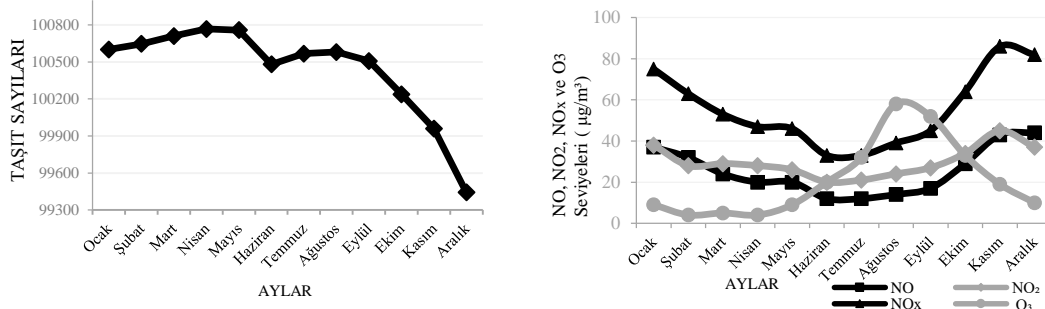 TAŞIT SAYILARI
100800
100500
100200
99900
99600
99300
Ocak
Şubat
Mart
Nisan
Mayıs
Haziran
Temmuz
Ağustos
Eylül
Ekim
Kasım
Aralık
AYLAR
NO, NO2, NOx ve O3
Seviyeleri ( µg/m³)
100
80
60
40
20
0
Ocak
Şubat
Mart
Nisan
Mayıs
Haziran
Temmuz
Ağustos
Eylül
Ekim
Kasım
Aralık
AYLAR
NO
NO₂
NOx
O₃